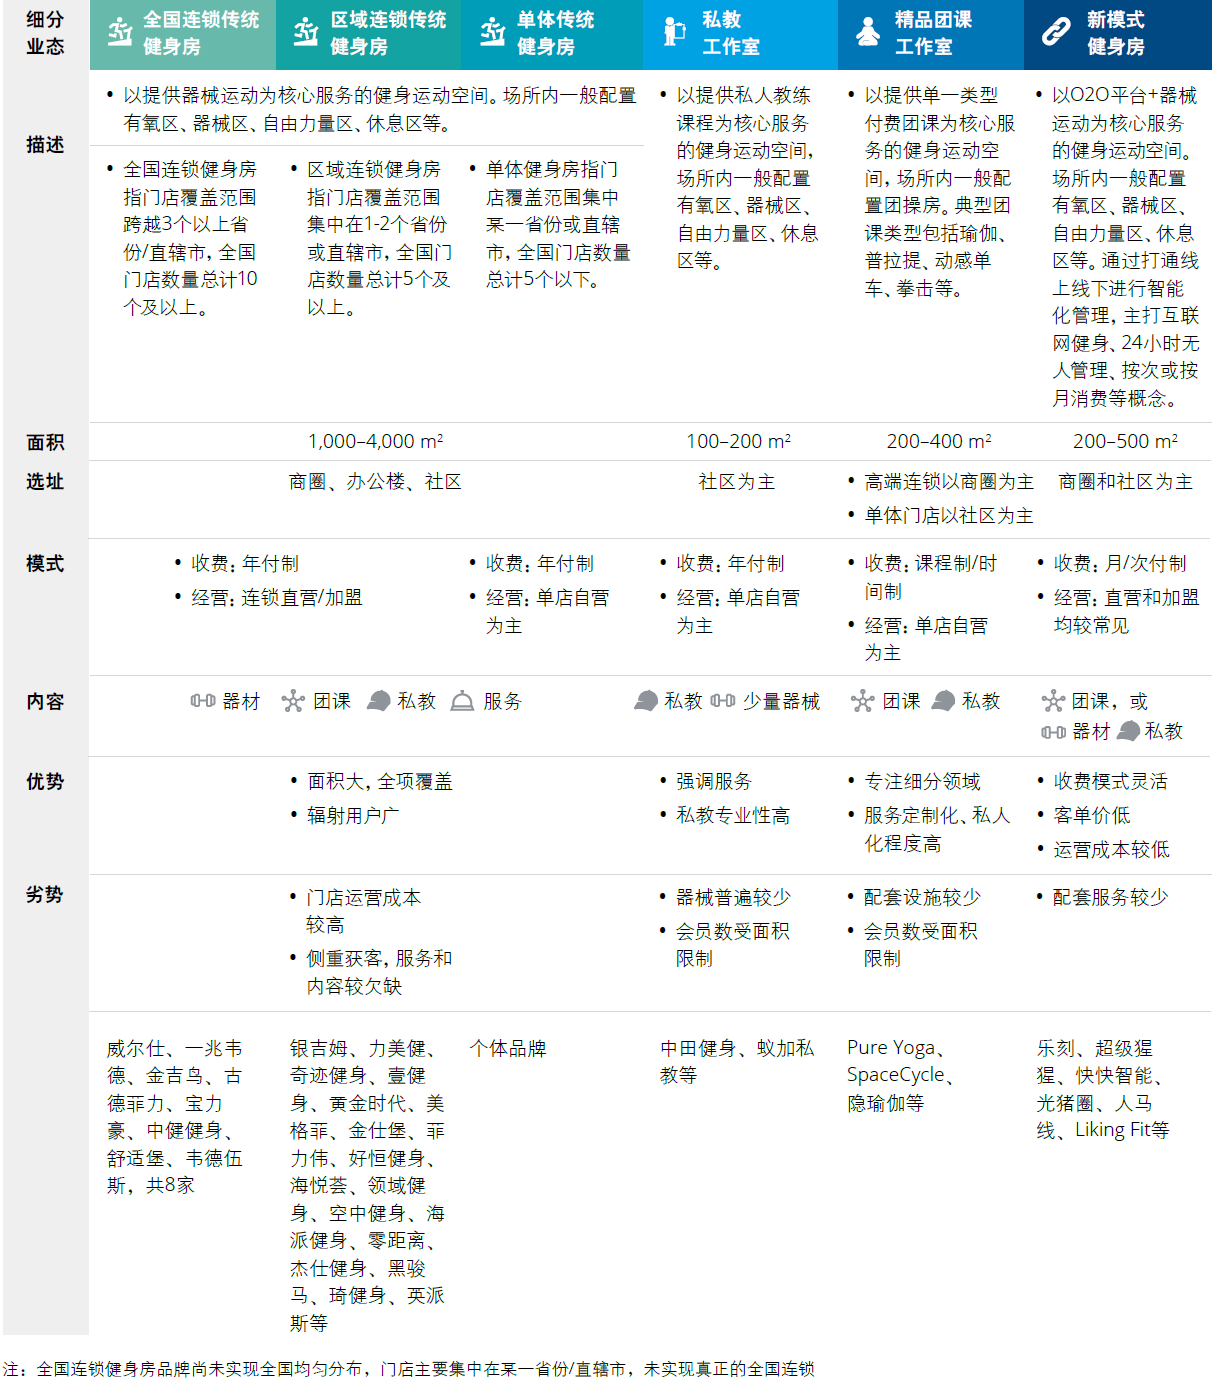 细分
业态
全国连锁传统
健身房
区域连锁传统
健身房
单体传统
健身房
私教
工作室
精品团课
工作室
新模式
健身房
描述
• 以提供器械运动为核心服务的健身运动空间。场所内一般配置
有氧区、器械区、自由力量区、休息区等。
• 全国连锁健身房
指门店覆盖范围
跨越3个以上省
份/直辖市，全国
门店数量总计10
个及以上。
• 区域连锁健身房
指门店覆盖范围
集中在1-2个省份
或直辖市，全国门
店数量总计5个及
以上。
• 单体健身房指门
店覆盖范围集中
某一省份或直辖
市，全国门店数量
总计5个以下。
• 以提供私人教练
课程为核心服务
的健身运动空间，
场所内一般配置
有氧区、器械区、
自由力量区、休息
区等。
• 以提供单一类型
付费团课为核心服
务的健身运动空
间，场所内一般配
置团操房。典型团
课类型包括瑜伽、
普拉提、动感单
车、拳击等。
• 以O2O平台+器械
运动为核心服务
的健身运动空间。
场所内一般配置
有氧区、器械区、
自由力量区、休息
区等。通过打通线
上线下进行智能
化管理，主打互联
网健身、24小时无
人管理、按次或按
月消费等概念。
面积
1,000–4,000 m²
100–200 m²
200–400 m²
200–500 m²
选址
商圈、办公楼、社区
社区为主
• 高端连锁以商圈为主
• 单体门店以社区为主
商圈和社区为主
模式
• 收费：年付制
• 经营：连锁直营/加盟
• 收费：年付制
• 经营：单店自营
为主
• 收费：年付制
• 经营：单店自营
为主
• 收费：课程制/时
间制
• 经营：单店自营
为主
• 收费：月/次付制
• 经营：直营和加盟
均较常见
内容
器材 团课 私教 服务
私教 少量器械
团课 私教
团课，或
器材 私教
优势
• 面积大，全项覆盖
• 辐射用户广
• 强调服务
• 私教专业性高
• 专注细分领域
• 服务定制化、私人
化程度高
• 收费模式灵活
• 客单价低
• 运营成本较低
劣势
• 门店运营成本
较高
• 侧重获客，服务和
内容较欠缺
• 器械普遍较少
• 会员数受面积
限制
• 配套设施较少
• 会员数受面积
限制
• 配套服务较少
威尔仕、一兆韦
德、金吉鸟、古
德菲力、宝力
豪、中健健身、
舒适堡、韦德伍
斯，共8家
银吉姆、力美健、
奇迹健身、壹健
身、黄金时代、美
格菲、金仕堡、菲
力伟、好恒健身、
海悦荟、领域健
身、空中健身、海
派健身、零距离、
杰仕健身、黑骏
马、琦健身、英派
斯等
个体品牌
中田健身、蚁加私
教等
Pure Yoga、
SpaceCycle、
隐瑜伽等
乐刻、超级猩
猩、快快智能、
光猪圈、人马
线、Liking Fit等
注：全国连锁健身房品牌尚未实现全国均匀分布，门店主要集中在某一省份/直辖市，未实现真正的全国连锁